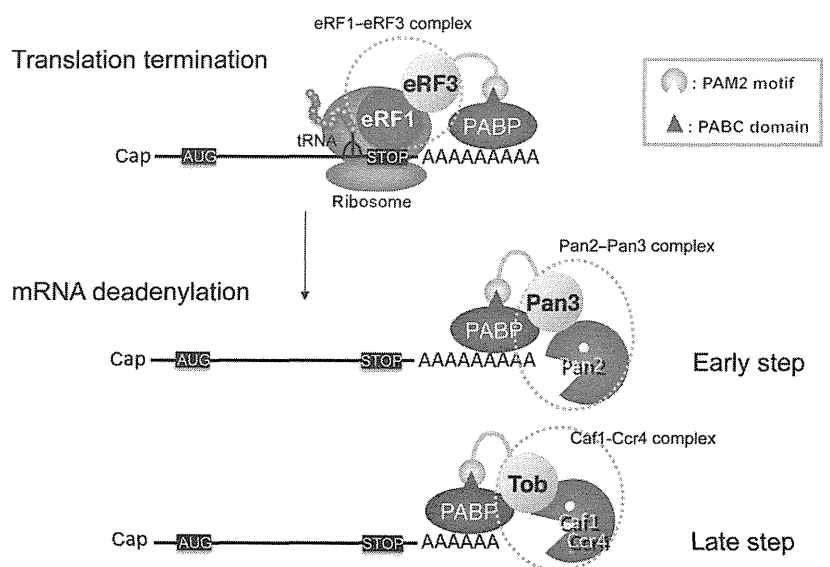 eRF1–eRF3 complex
Translation termination
eRF3
: PAM2 motif
eRF1
PABP
: PABC domain
tRNA
Cap AUG STOP AAAAAAAAA
Ribosome
Pan2–Pan3 complex
mRNA deadenylation
Pan3
PABP
Cap AUG STOP AAAAAAAAA
Pan2
Early step
Caf1-Ccr4 complex
Tob
PABP
Caf1
Ccr4
Cap AUG STOP AAAAAA
Late step